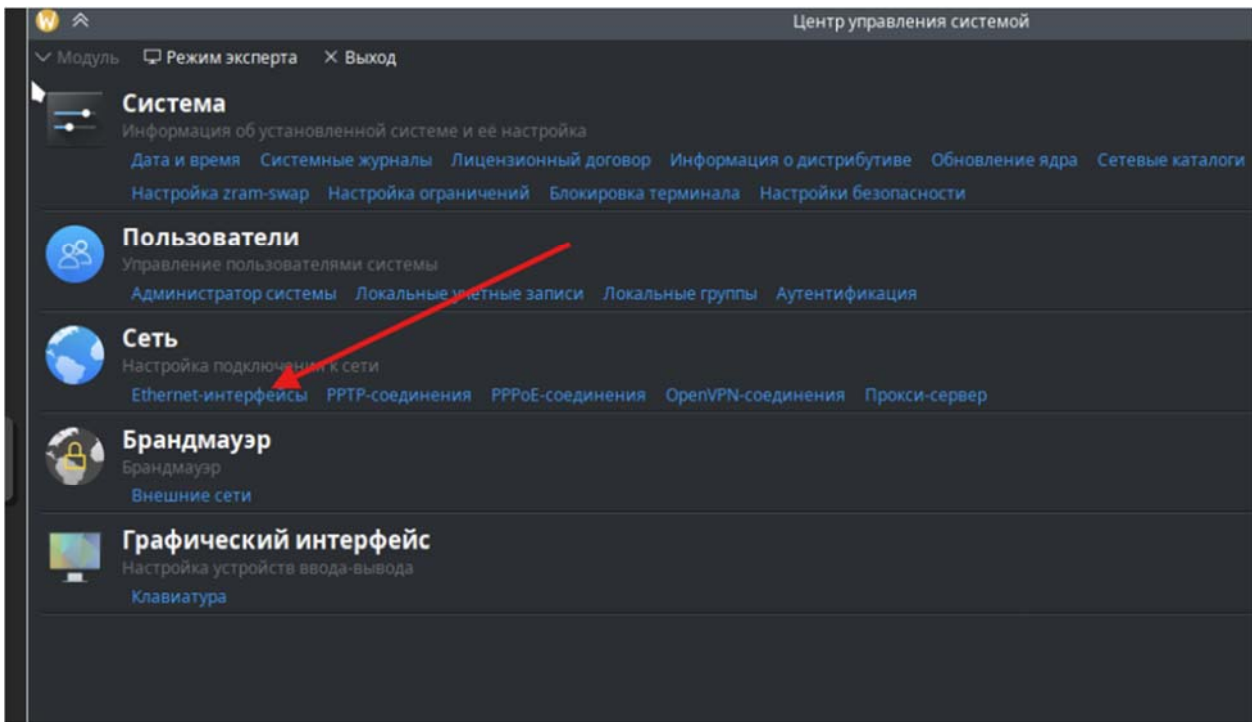 Центр управления системой
Модуль Режим эксперта Выход
Система
Информация об установленной системе и её настройка
Дата и время Системные журналы Лицензионный договор Информация о дистрибутиве Обновление ядра Сетевые каталоги
Настройка zram-swap Настройка ограничений Блокировка терминала Настройки безопасности
Пользователи
Управление пользователями системы
Администратор системы Локальные учётные записи Локальные группы Аутентификация
Сеть
Настройка подключения к сети
Ethernet-интерфейсы PPTP-соединения PPPoE-соединения OpenVPN-соединения Прокси-сервер
Брандмауэр
Брандмауэр
Внешние сети
Графический интерфейс
Настройка устройств ввода-вывода
Клавиатура